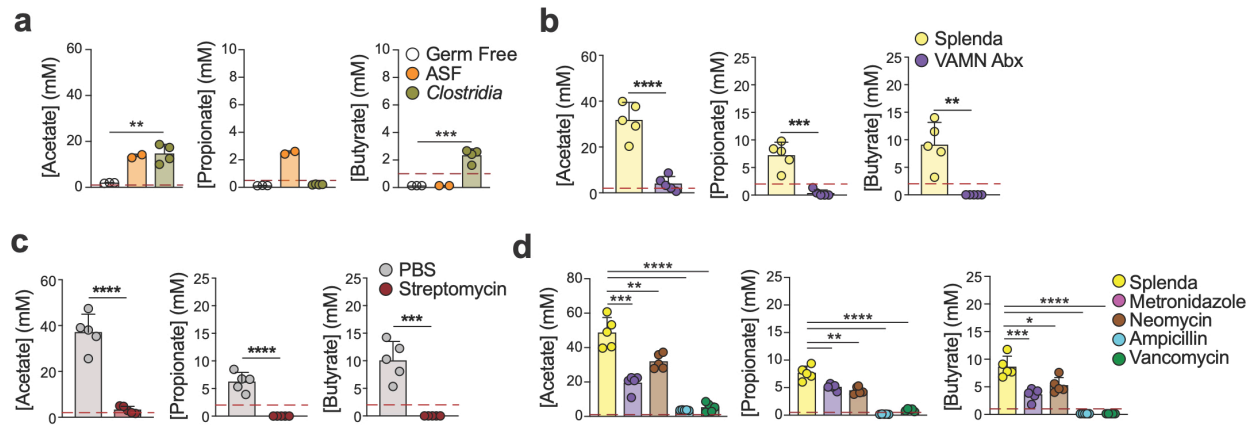 a
[Acetate] (mM)
60
40
20
0
**
[Propionate] (mM)
10
8
6
4
2
0
[Butyrate] (mM)
10
8
6
4
2
0
***
Germ Free
ASF
Clostridia
b
[Acetate] (mM)
60
40
20
0
****
[Propionate] (mM)
25
20
15
10
5
0
***
[Butyrate] (mM)
25
20
15
10
5
0
**
Splenda
VAMN Abx
c
[Acetate] (mM)
60
40
20
0
****
[Propionate] (mM)
25
20
15
10
5
0
****
[Butyrate] (mM)
25
20
15
10
5
0
***
PBS
Streptomycin
d
[Acetate] (mM)
80
60
40
20
0
****
**
***
[Propionate] (mM)
25
20
15
10
5
0
****
****
**
[Butyrate] (mM)
25
20
15
10
5
0
****
*
***
Splenda
Metronidazole
Neomycin
Ampicillin
Vancomycin